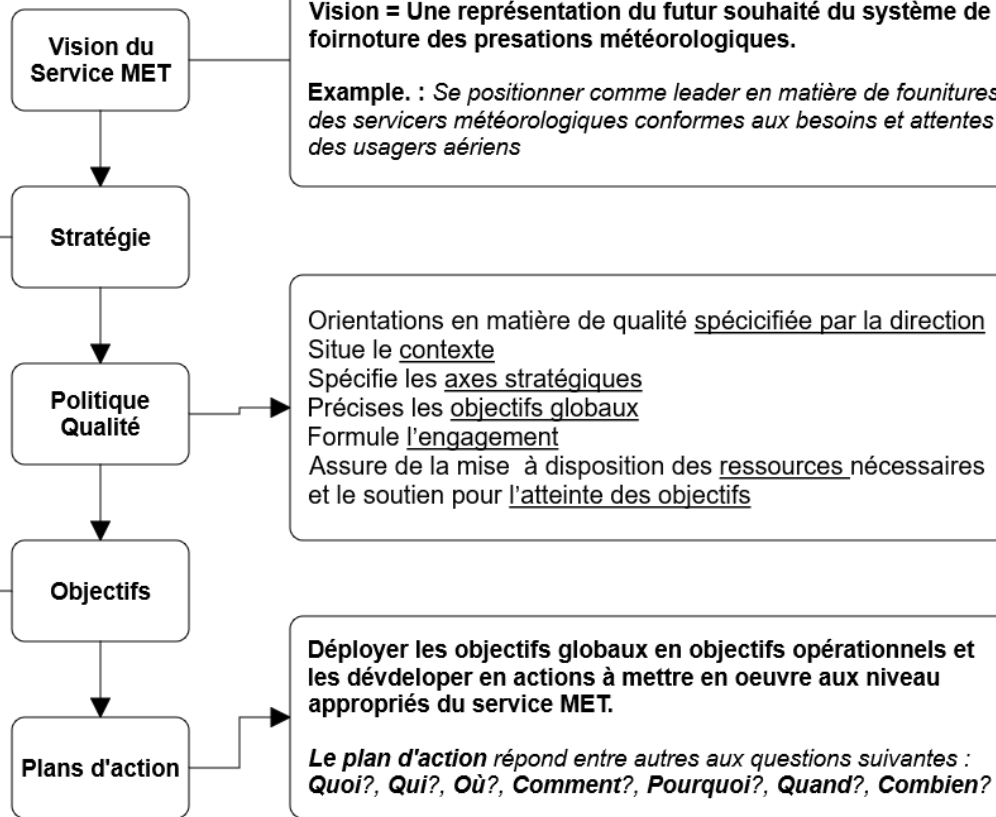 Vision du
Service MET
Vision = Une représentation du futur souhaité du système de
foirnoture des presations météorologiques.
Example. : Se positionner comme leader en matière de founitures
des servicers météorologiques conformes aux besoins et attentes
des usagers aériens
Stratégie
Politique
Qualité
Orientations en matière de qualité spécicifiée par la direction
Situe le contexte
Spécifie les axes stratégiques
Précises les objectifs globaux
Formule l'engagement
Assure de la mise à disposition des ressources nécessaires
et le soutien pour l'atteinte des objectifs
Objectifs
Plans d'action
Déployer les objectifs globaux en objectifs opérationnels et
les dévdeloper en actions à mettre en oeuvre aux niveau
appropriés du service MET.
Le plan d'action répond entre autres aux questions suivantes :
Quoi?, Qui?, Où?, Comment?, Pourquoi?, Quand?, Combien?